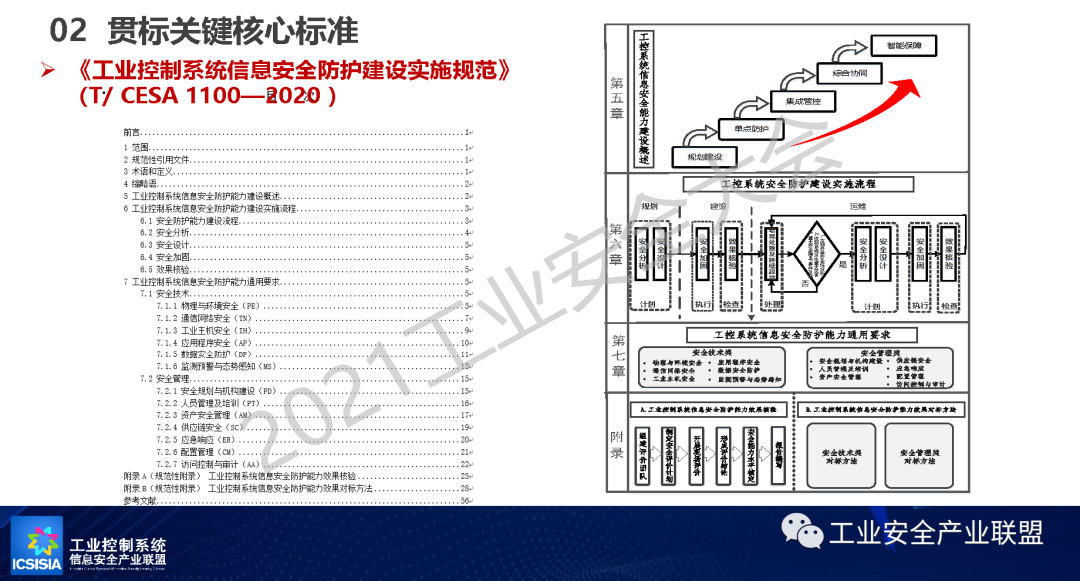 02 贯标关键核心标准
《工业控制系统信息安全防护建设实施规范》
（T/ CESA 1100—2020）
前言 I
1 范围 1
2 规范性引用文件 1
3 术语和定义 1
4 缩略语 2
5 工业控制系统信息安全防护能力建设概述 2
6 工业控制系统信息安全防护能力建设实施流程 3
6.1 安全防护能力建设流程 3
6.2 安全分析 4
6.3 安全设计 5
6.4 安全加固 5
6.5 效果核验 5
7 工业控制系统信息安全防护能力通用要求 5
7.1 安全技术 5
7.1.1 物理与环境安全（PE） 5
7.1.2 通信网络安全（TN） 7
7.1.3 工业主机安全（IH） 9
7.1.4 应用程序安全（AP） 10
7.1.5 数据安全防护（DP） 11
7.1.6 监测预警与态势感知（MS） 13
7.2 安全管理 15
7.2.1 安全规划与机构建设（PD） 15
7.2.2 人员管理及培训（PT） 16
7.2.3 资产安全管理（AM） 17
7.2.4 供应链安全（SC） 19
7.2.5 应急响应（ER） 20
7.2.6 配置管理（CM） 21
7.2.7 访问控制与审计（AA） 22
附录 A（规范性附录） 工业控制系统信息安全防护能力效果核验 25
附录 B（规范性附录） 工业控制系统信息安全防护能力效果对标方法 28
参考文献 36
第五章
工控系统信息安全能力建设概述
智能保障
综合协同
集成管控
单点防护
规划建设
第六章
工控系统安全防护建设实施流程
规划
建设
运维
安全分析
安全设计
安全加固
效果核验
是
否
安全分析
安全设计
安全加固
效果核验
计划
执行
检查
处理
计划
执行
检查
第七章
工控系统信息安全防护能力通用要求
安全技术类
• 物理与环境安全
• 通信网络安全
• 工业主机安全
• 应用程序安全
• 数据安全防护
• 监测预警与态势感知
安全管理类
• 安全规划与机构建设
• 人员管理及培训
• 资产安全管理
• 供应链安全
• 应急响应
• 配置管理
• 访问控制与审计
附录
A.工业控制系统信息安全防护能力效果核验
组建评价团队
制定安全评价计划
开展现场评价
形成评价结论
安全能力水平核定
报告编写
B.工业控制系统信息安全防护能力效果对标方法
安全技术类
对标方法
安全管理类
对标方法
2021工业安全大会
ICSISIA
工业控制系统
信息安全产业联盟
工业安全产业联盟